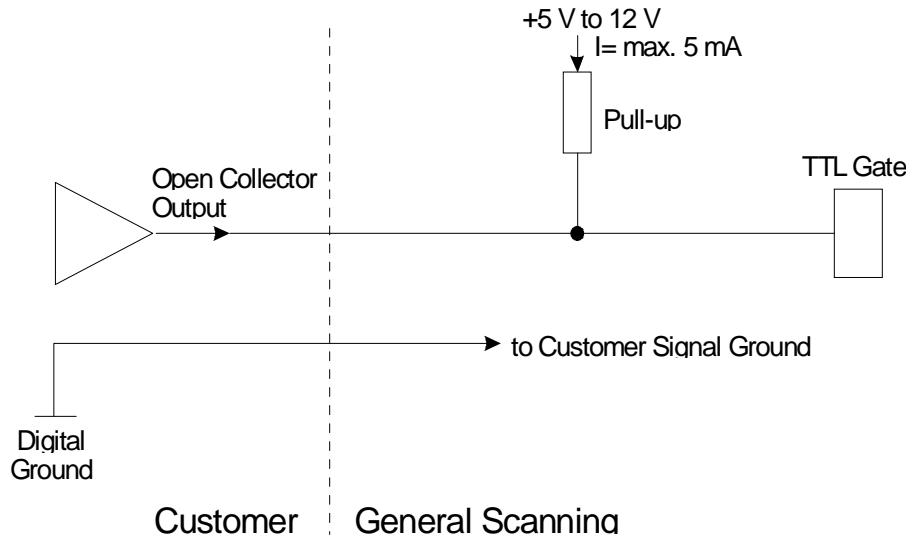 +5 V to 12 V
I= max. 5 mA
Pull-up
TTL Gate
Open Collector
Output
to Customer Signal Ground
Digital
Ground
Customer
General Scanning